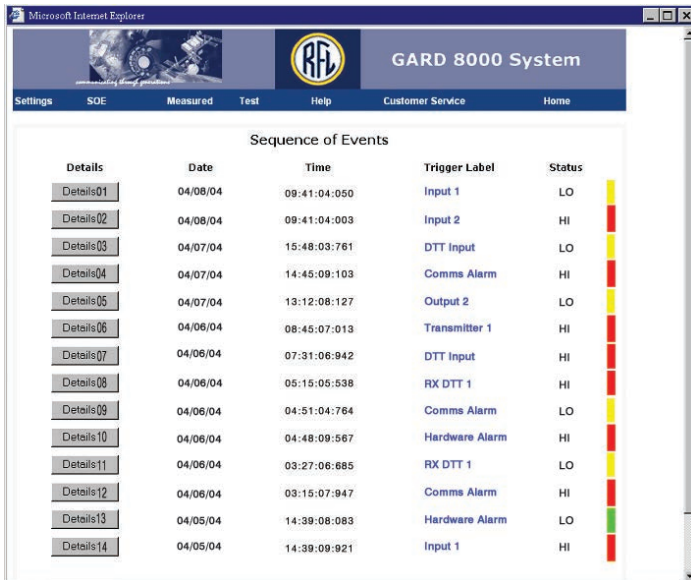 Microsoft Internet Explorer
communicating through generations
RFL
GARD 8000 System
Settings SOE Measured Test Help Customer Service Home
Sequence of Events
Details Date Time Trigger Label Status
Details01 04/08/04 09:41:04:050 Input 1 LO
Details02 04/08/04 09:41:04:003 Input 2 HI
Details03 04/07/04 15:48:03:761 DTT Input LO
Details04 04/07/04 14:45:09:103 Comms Alarm HI
Details05 04/07/04 13:12:08:127 Output 2 LO
Details06 04/06/04 08:45:07:013 Transmitter 1 HI
Details07 04/06/04 07:31:06:942 DTT Input HI
Details08 04/06/04 05:15:05:538 RX DTT 1 HI
Details09 04/06/04 04:51:04:764 Comms Alarm LO
Details10 04/06/04 04:48:09:567 Hardware Alarm HI
Details11 04/06/04 03:27:06:685 RX DTT 1 LO
Details12 04/06/04 03:15:07:947 Comms Alarm HI
Details13 04/05/04 14:39:08:083 Hardware Alarm LO
Details14 04/05/04 14:39:09:921 Input 1 HI